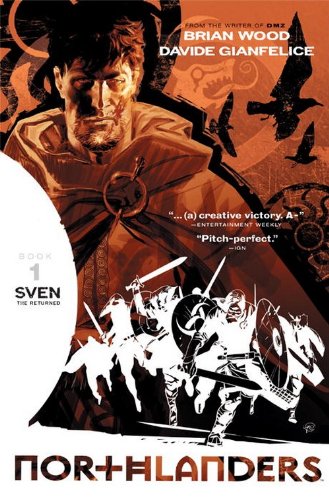 FROM THE WRITER OF DMZ
BRIAN WOOD
DAVIDE GIANFELICE
"...(a) creative victory. A-"
—ENTERTAINMENT WEEKLY
"Pitch-perfect."
—IGN
BOOK
1
SVEN
THE RETURNED
NORTHLANDERS